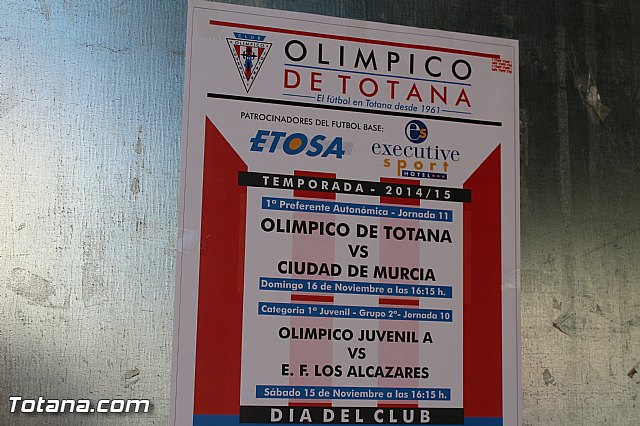 CLUB
OLIMPICO
OLIMPICO
DE TOTANA
El fútbol en Totana desde 1961
PATROCINADORES DEL FUTBOL BASE:
ETOSA
es
executive
sport
HOTEL***
TEMPORADA - 2014/15
1ª Preferente Autonómica - Jornada 11
OLIMPICO DE TOTANA
VS
CIUDAD DE MURCIA
Domingo 16 de Noviembre a las 16:15 h.
Categoria 1ª Juvenil - Grupo 2º- Jornada 10
OLIMPICO JUVENIL A
VS
E. F. LOS ALCAZARES
Sábado 15 de Noviembre a las 16:15 h.
DIA DEL CLUB
Totana.com